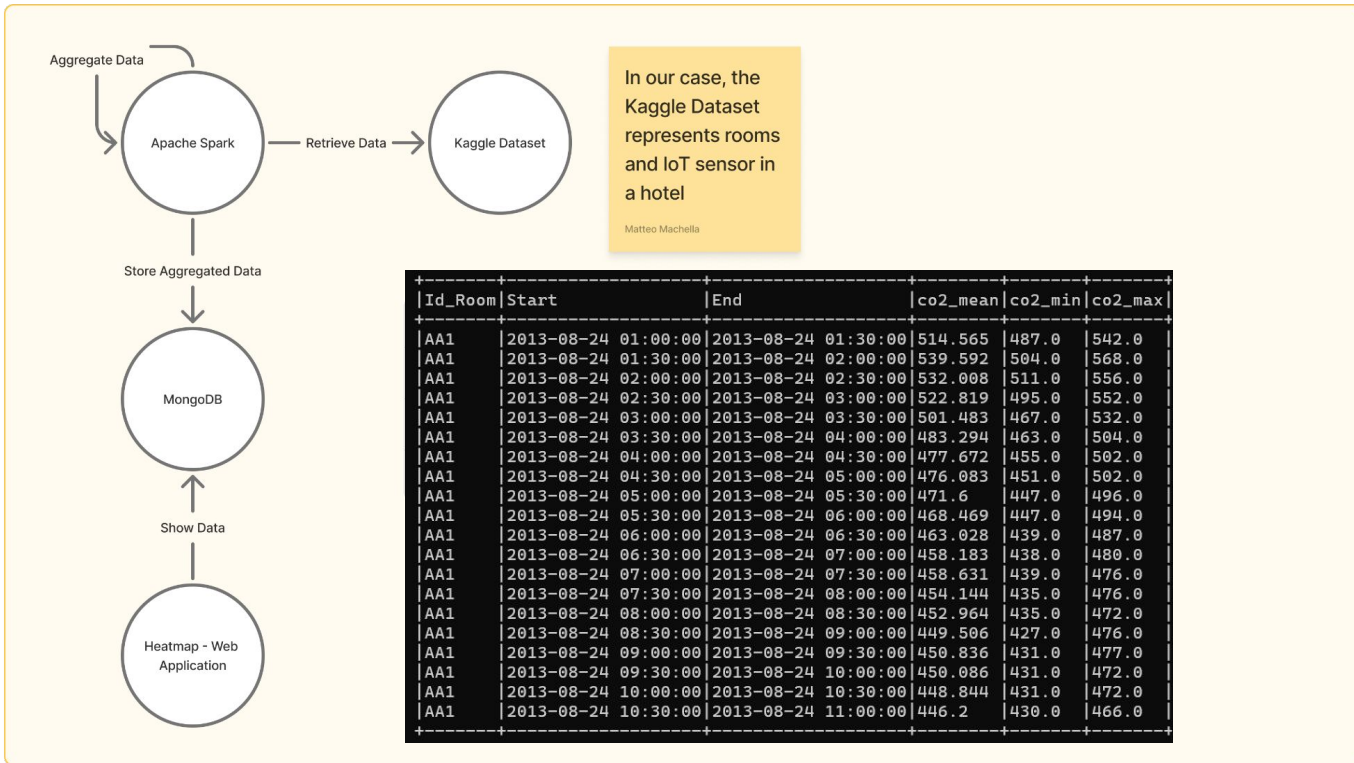 Aggregate Data
Apache Spark
Retrieve Data
Kaggle Dataset
In our case, the
Kaggle Dataset
represents rooms
and IoT sensor in
a hotel
Matteo Machella
Store Aggregated Data
MongoDB
Show Data
Heatmap - Web
Application
+-------+-------------------+-------------------+--------+-------+-------+
|Id_Room|Start              |End                |co2_mean|co2_min|co2_max|
+-------+-------------------+-------------------+--------+-------+-------+
|AA1    |2013-08-24 01:00:00|2013-08-24 01:30:00|514.565 |487.0  |542.0  |
|AA1    |2013-08-24 01:30:00|2013-08-24 02:00:00|539.592 |504.0  |568.0  |
|AA1    |2013-08-24 02:00:00|2013-08-24 02:30:00|532.008 |511.0  |556.0  |
|AA1    |2013-08-24 02:30:00|2013-08-24 03:00:00|522.819 |495.0  |552.0  |
|AA1    |2013-08-24 03:00:00|2013-08-24 03:30:00|501.483 |467.0  |532.0  |
|AA1    |2013-08-24 03:30:00|2013-08-24 04:00:00|483.294 |463.0  |504.0  |
|AA1    |2013-08-24 04:00:00|2013-08-24 04:30:00|477.672 |455.0  |502.0  |
|AA1    |2013-08-24 04:30:00|2013-08-24 05:00:00|476.083 |451.0  |502.0  |
|AA1    |2013-08-24 05:00:00|2013-08-24 05:30:00|471.6   |447.0  |496.0  |
|AA1    |2013-08-24 05:30:00|2013-08-24 06:00:00|468.469 |447.0  |494.0  |
|AA1    |2013-08-24 06:00:00|2013-08-24 06:30:00|463.028 |439.0  |487.0  |
|AA1    |2013-08-24 06:30:00|2013-08-24 07:00:00|458.183 |438.0  |480.0  |
|AA1    |2013-08-24 07:00:00|2013-08-24 07:30:00|458.631 |439.0  |476.0  |
|AA1    |2013-08-24 07:30:00|2013-08-24 08:00:00|454.144 |435.0  |476.0  |
|AA1    |2013-08-24 08:00:00|2013-08-24 08:30:00|452.964 |435.0  |472.0  |
|AA1    |2013-08-24 08:30:00|2013-08-24 09:00:00|449.506 |427.0  |476.0  |
|AA1    |2013-08-24 09:00:00|2013-08-24 09:30:00|450.836 |431.0  |477.0  |
|AA1    |2013-08-24 09:30:00|2013-08-24 10:00:00|450.086 |431.0  |472.0  |
|AA1    |2013-08-24 10:00:00|2013-08-24 10:30:00|448.844 |431.0  |472.0  |
|AA1    |2013-08-24 10:30:00|2013-08-24 11:00:00|446.2   |430.0  |466.0  |
+-------+-------------------+-------------------+--------+-------+-------+